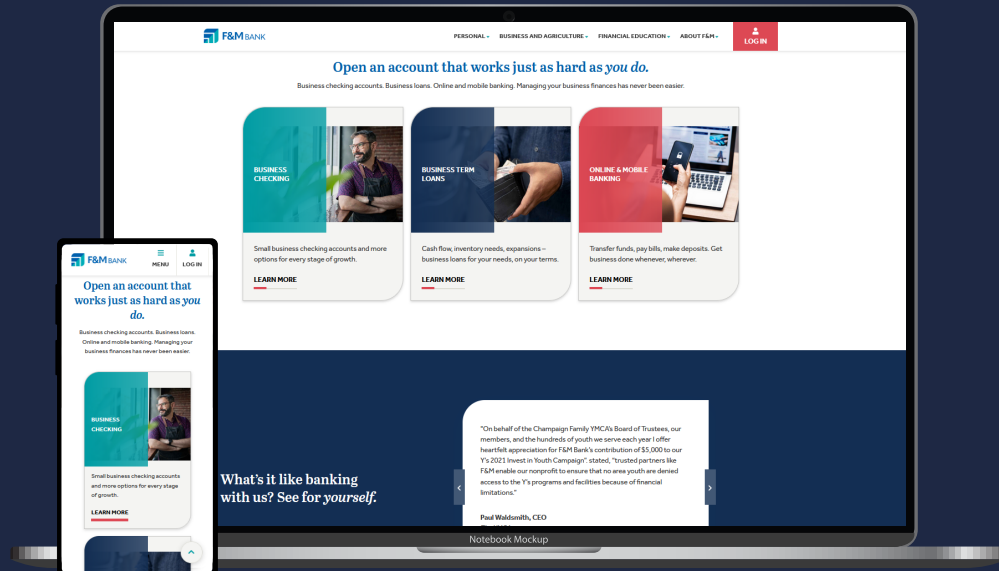 F&M BANK
PERSONAL BUSINESS AND AGRICULTURE FINANCIAL EDUCATION ABOUT F&M
LOG IN
Open an account that works just as hard as you do.
Business checking accounts. Business loans. Online and mobile banking. Managing your business finances has never been easier.
BUSINESS
CHECKING
Small business checking accounts and more
options for every stage of growth.
LEARN MORE
BUSINESS TERM
LOANS
Cash flow, inventory needs, expansions –
business loans for your needs, on your terms.
LEARN MORE
ONLINE & MOBILE
BANKING
Transfer funds, pay bills, make deposits. Get
business done whenever, wherever.
LEARN MORE
What's it like banking
with us? See for yourself.
"On behalf of the Champaign Family YMCA's Board of Trustees, our
members, and the hundreds of youth we serve each year I offer
heartfelt appreciation for F&M Bank's contribution of $5,000 to our
Y's 2021 Invest in Youth Campaign". stated, "trusted partners like
F&M enable our nonprofit to ensure that no area youth are denied
access to the Y's programs and facilities because of financial
limitations."
Paul Waldsmith, CEO
Notebook Mockup
F&M BANK
MENU
LOG IN
Open an account that
works just as hard as you
do.
Business checking accounts. Business loans.
Online and mobile banking. Managing your
business finances has never been easier.
BUSINESS
CHECKING
Small business checking accounts
and more options for every stage
of growth.
LEARN MORE